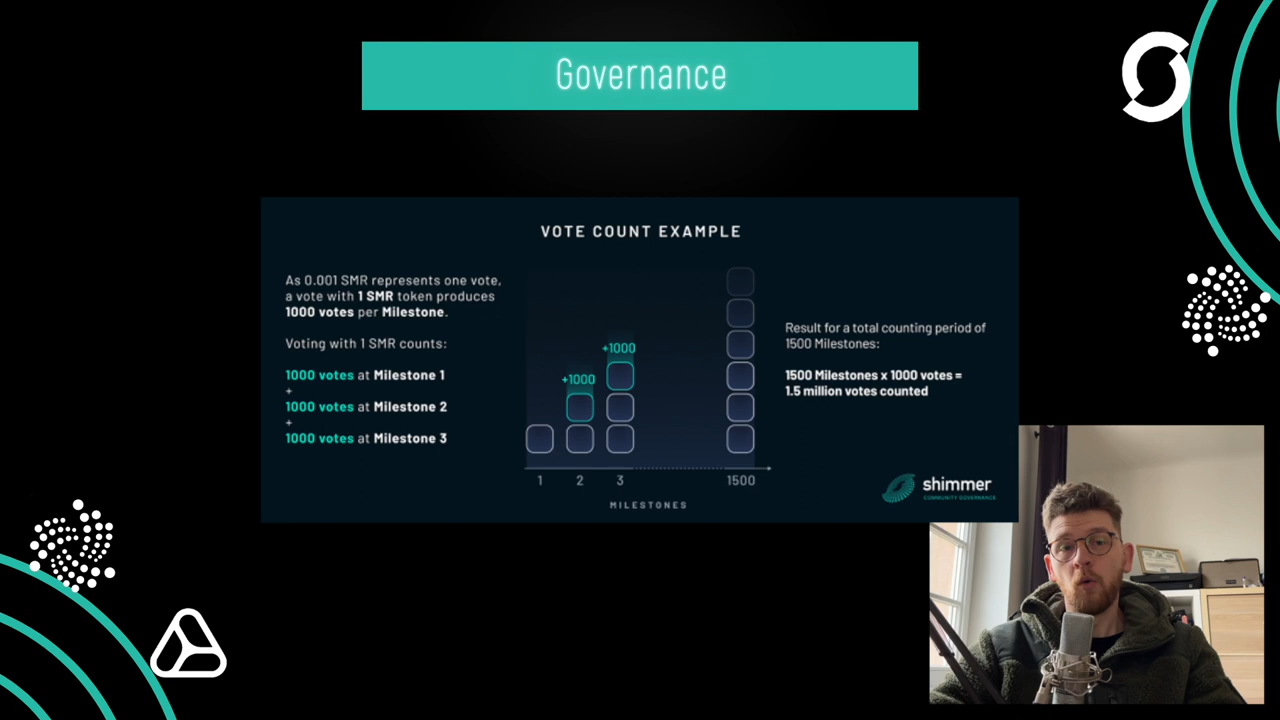 Governance
VOTE COUNT EXAMPLE
As 0.001 SMR represents one vote,
a vote with 1 SMR token produces
1000 votes per Milestone.
Voting with 1 SMR counts:
1000 votes at Milestone 1
+
1000 votes at Milestone 2
+
1000 votes at Milestone 3
+1000
+1000
1 2 3 1500
MILESTONES
Result for a total counting period of
1500 Milestones:
1500 Milestones x 1000 votes =
1.5 million votes counted
shimmer
COMMUNITY GOVERNANCE